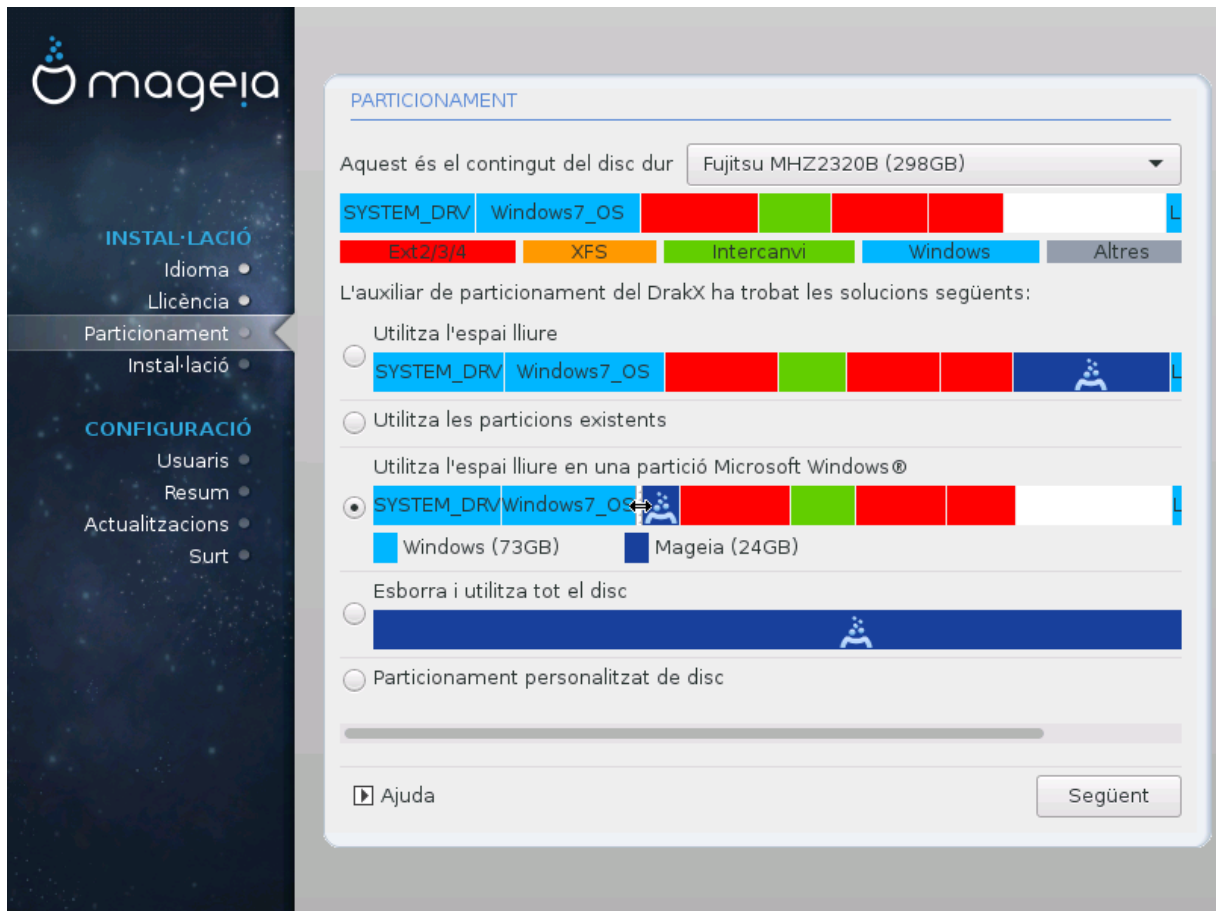 mageia
INSTAL·LACIÓ
Idioma
Llicència
Particionament
Instal·lació
CONFIGURACIÓ
Usuaris
Resum
Actualitzacions
Surt
PARTICIONAMENT
Aquest és el contingut del disc dur Fujitsu MHZ2320B (298GB)
SYSTEM_DRV Windows7_OS L
Ext2/3/4 XFS Intercanvi Windows Altres
L'auxiliar de particionament del DrakX ha trobat les solucions següents:
Utilitza l'espai lliure
SYSTEM_DRV Windows7_OS L
Utilitza les particions existents
Utilitza l'espai lliure en una partició Microsoft Windows®
SYSTEM_DRV Windows7_OS L
Windows (73GB) Mageia (24GB)
Esborra i utilitza tot el disc
Particionament personalitzat de disc
Ajuda Següent